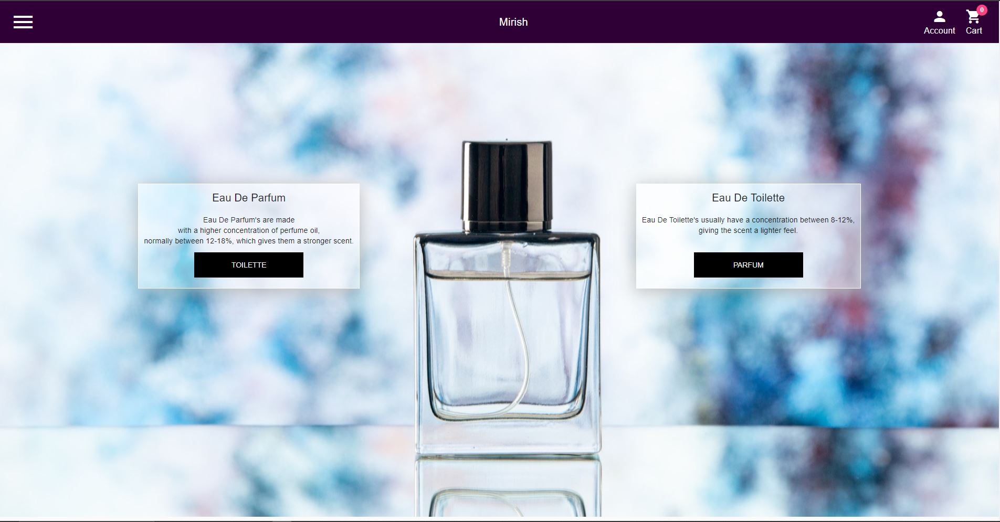 Mirish
Account
Cart
0
Eau De Parfum
Eau De Parfum's are made
with a higher concentration of perfume oil,
normally between 12-18%, which gives them a stronger scent.
TOILETTE
Eau De Toilette
Eau De Toilette's usually have a concentration between 8-12%,
giving the scent a lighter feel.
PARFUM